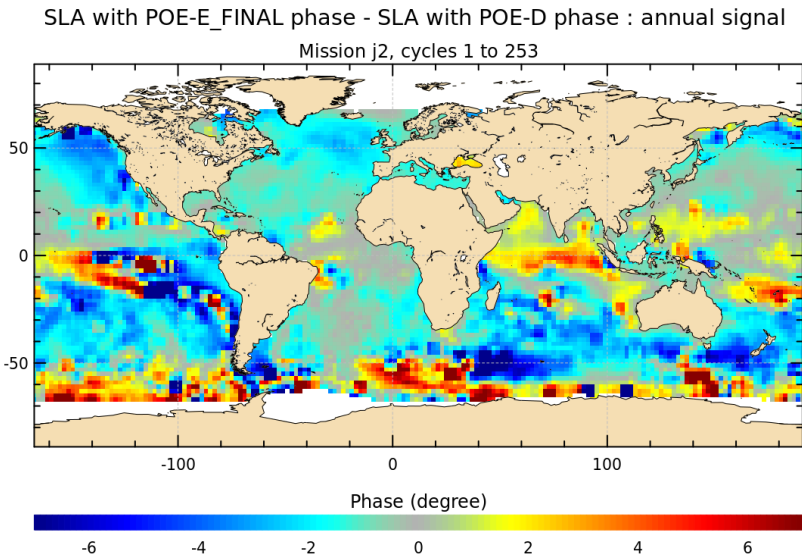 SLA with POE-E_FINAL phase - SLA with POE-D phase : annual signal
Mission j2, cycles 1 to 253
50
0
-50
-100 0 100
Phase (degree)
-6 -4 -2 0 2 4 6